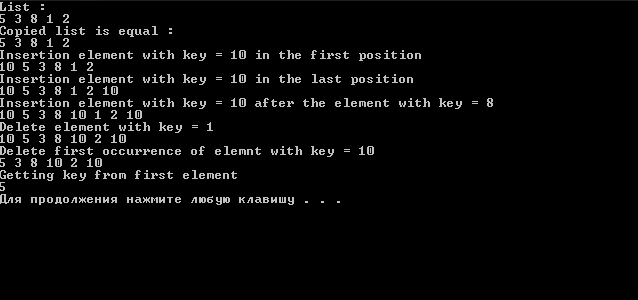 List :
5 3 8 1 2
Copied list is equal :
5 3 8 1 2
Insertion element with key = 10 in the first position
10 5 3 8 1 2
Insertion element with key = 10 in the last position
10 5 3 8 1 2 10
Insertion element with key = 10 after the element with key = 8
10 5 3 8 10 1 2 10
Delete element with key = 1
10 5 3 8 10 2 10
Delete first occurrence of elemnt with key = 10
5 3 8 10 2 10
Getting key from first element
5
Для продолжения нажмите любую клавишу . . .